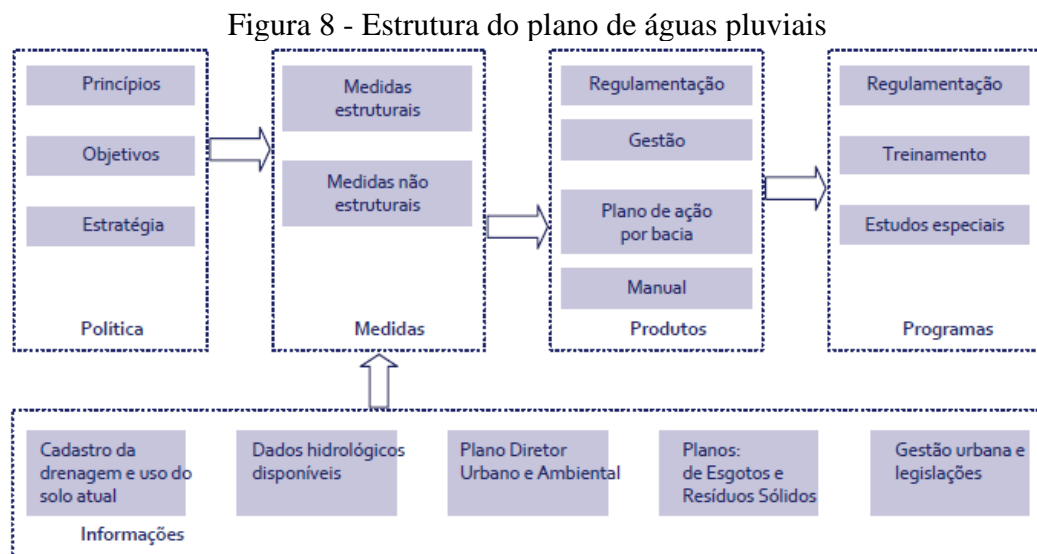 Figura 8 - Estrutura do plano de águas pluviais
Princípios
Objetivos
Estratégia
Política
Medidas
estruturais
Medidas não
estruturais
Medidas
Regulamentação
Gestão
Plano de ação
por bacia
Manual
Produtos
Regulamentação
Treinamento
Estudos especiais
Programas
Cadastro da
drenagem e uso do
solo atual
Dados hidrológicos
disponíveis
Plano Diretor
Urbano e Ambiental
Planos:
de Esgotos e
Resíduos Sólidos
Gestão urbana e
legislações
Informações